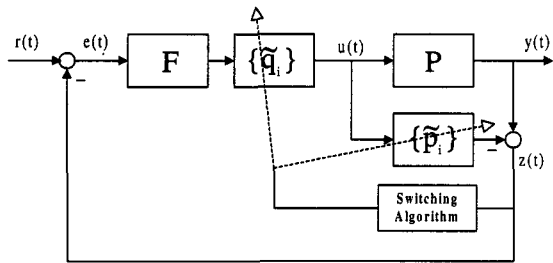 r(t)
e(t)
F
{q̃ᵢ}
u(t)
P
y(t)
−
{p̃ᵢ}
−
z(t)
Switching
Algorithm